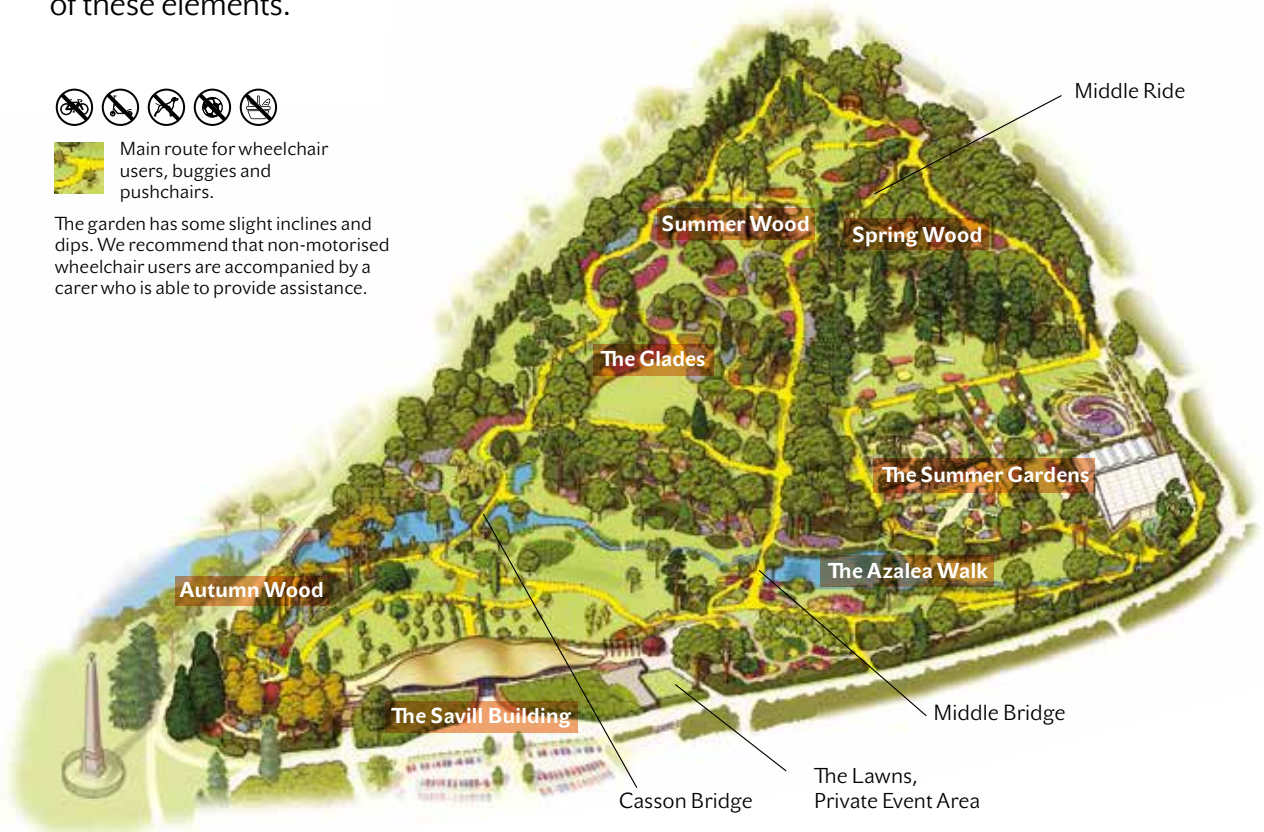 of these elements.
Main route for wheelchair
users, buggies and
pushchairs.
The garden has some slight inclines and
dips. We recommend that non-motorised
wheelchair users are accompanied by a
carer who is able to provide assistance.
Middle Ride
Summer Wood
Spring Wood
The Glades
The Summer Gardens
The Azalea Walk
Autumn Wood
The Savill Building
Middle Bridge
The Lawns,
Private Event Area
Casson Bridge